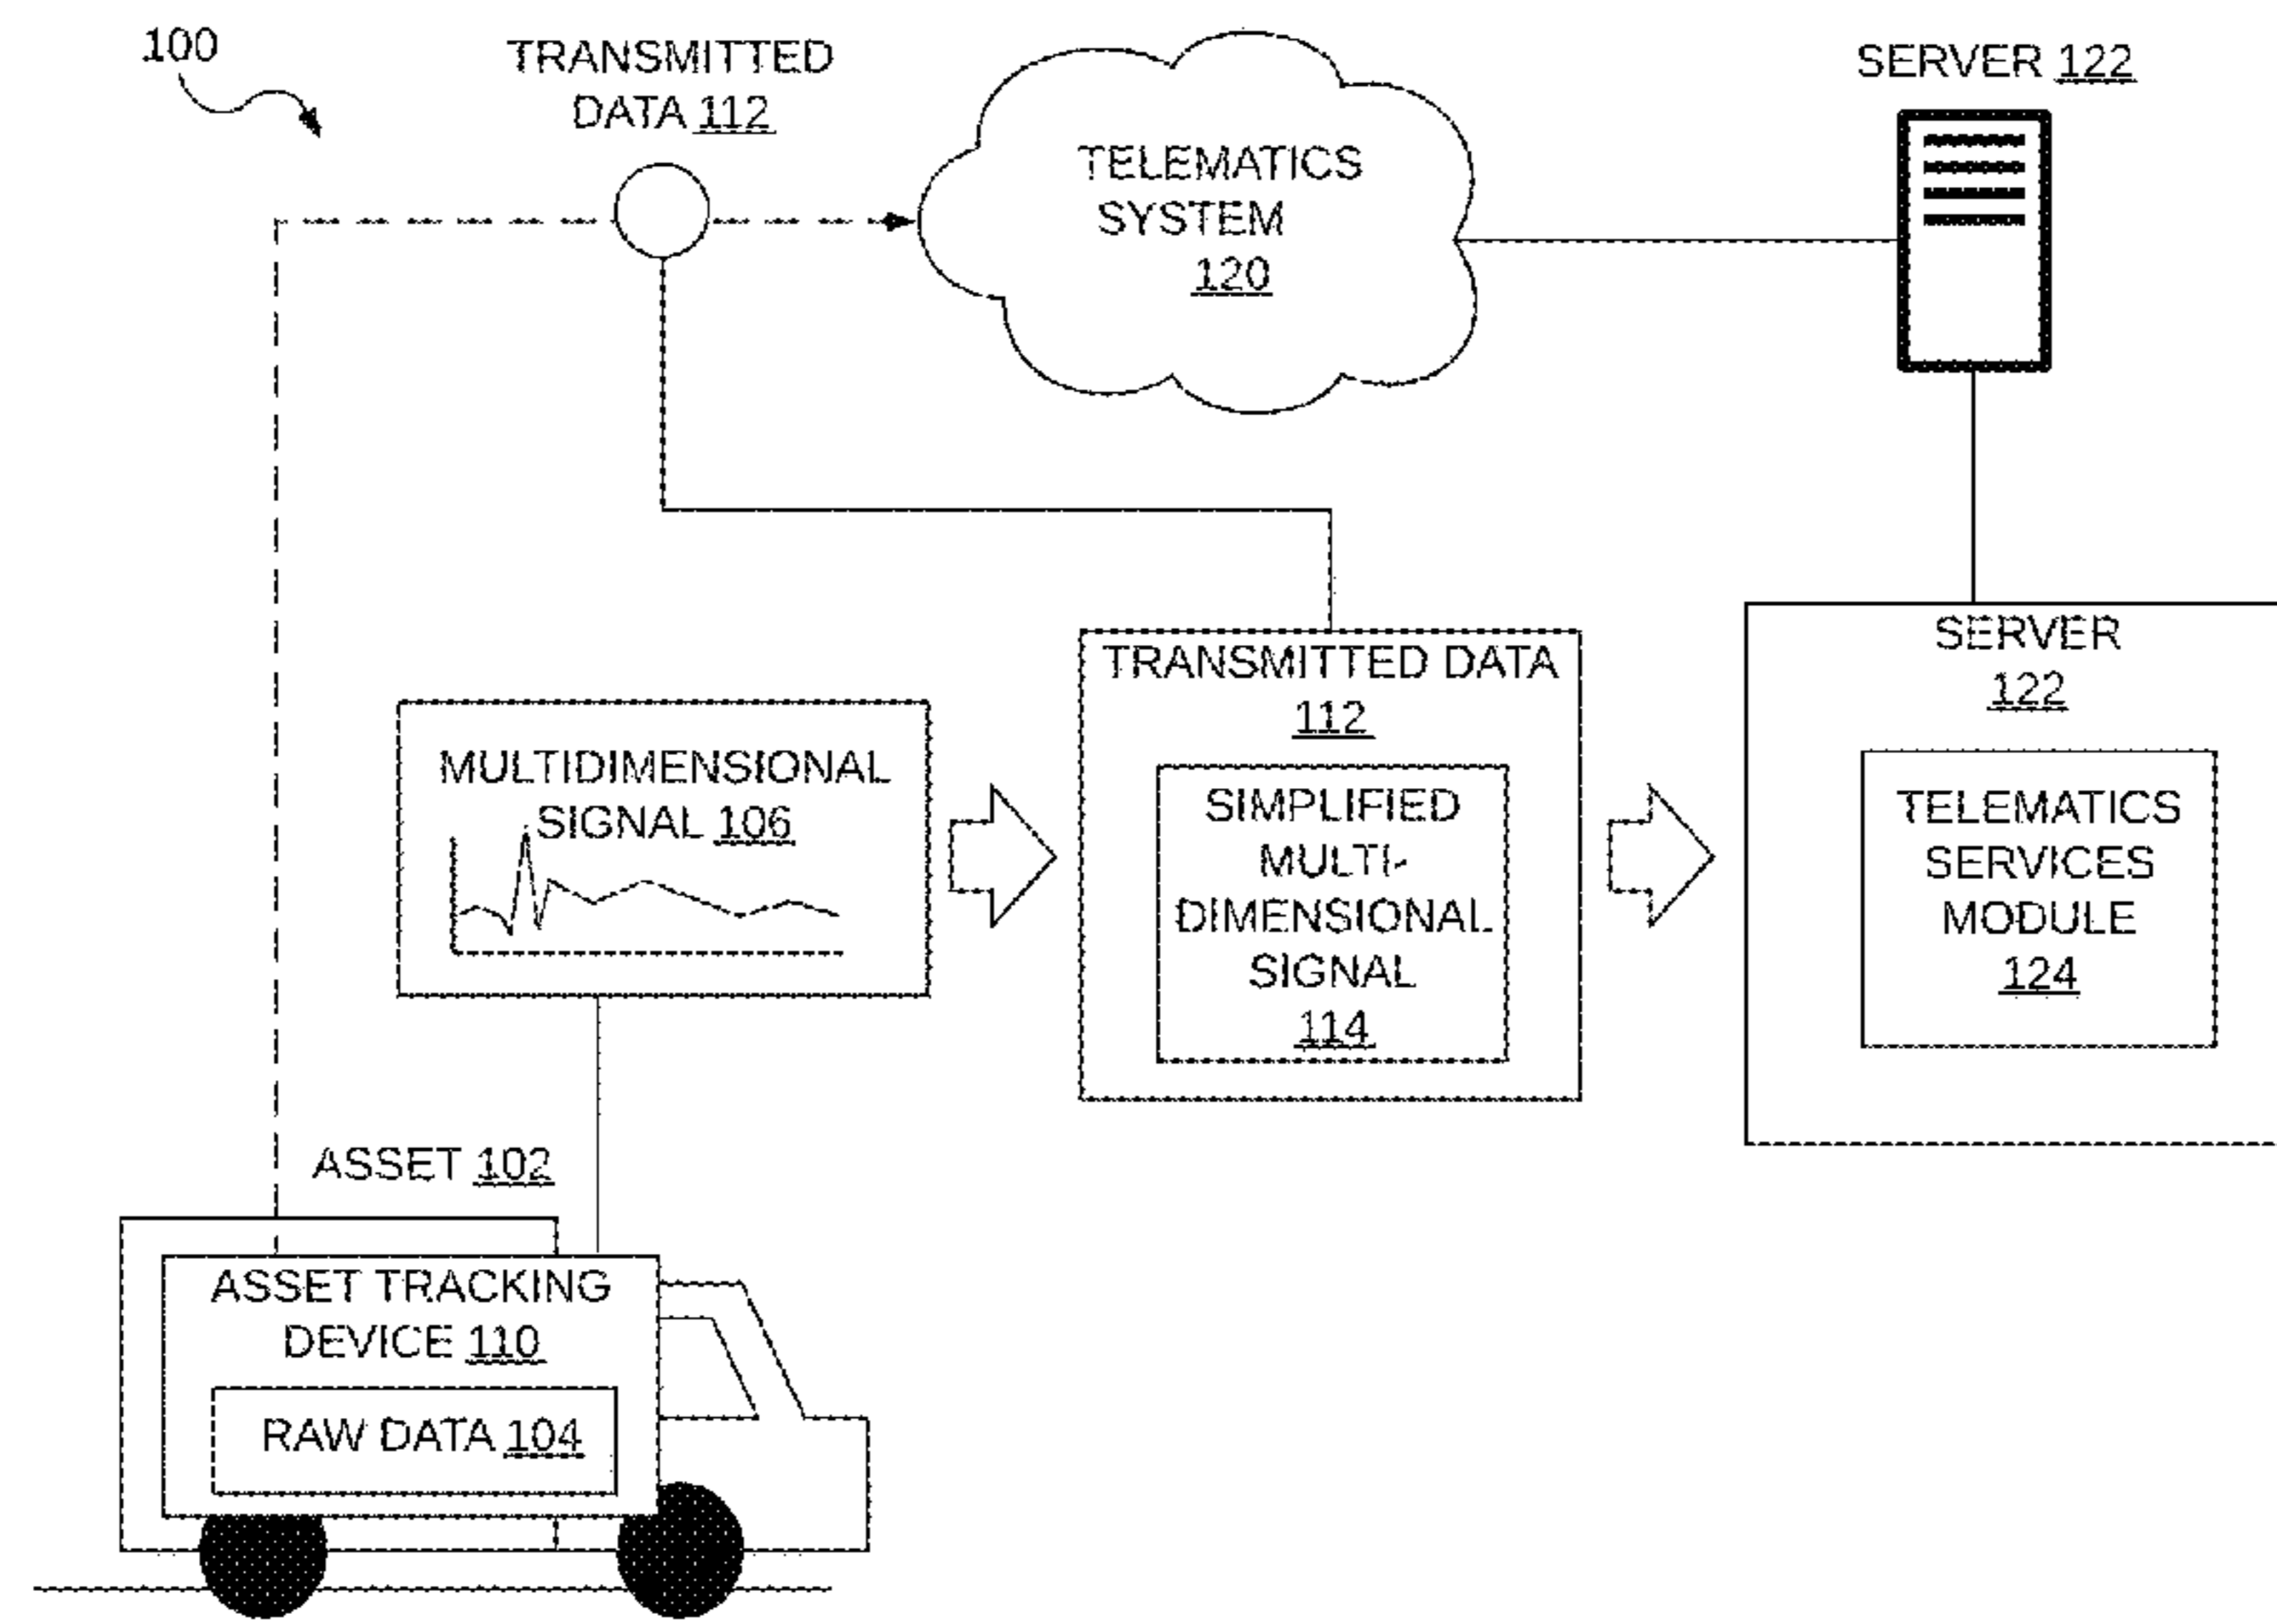 100
TRANSMITTED
DATA 112
TELEMATICS
SYSTEM
120
SERVER 122
MULTIDIMENSIONAL
SIGNAL 106
TRANSMITTED DATA
112
SIMPLIFIED
MULTI-
DIMENSIONAL
SIGNAL
114
SERVER
122
TELEMATICS
SERVICES
MODULE
124
ASSET 102
ASSET TRACKING
DEVICE 110
RAW DATA 104